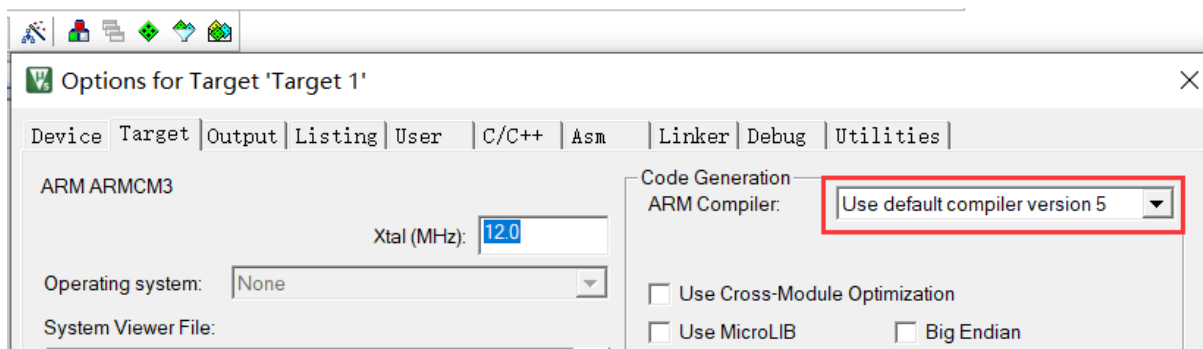 Options for Target 'Target 1'
Device Target Output Listing User C/C++ Asm Linker Debug Utilities
ARM ARMCM3
Xtal (MHz): 12.0
Operating system: None
System Viewer File:
Code Generation
ARM Compiler: Use default compiler version 5
Use Cross-Module Optimization
Use MicroLIB Big Endian